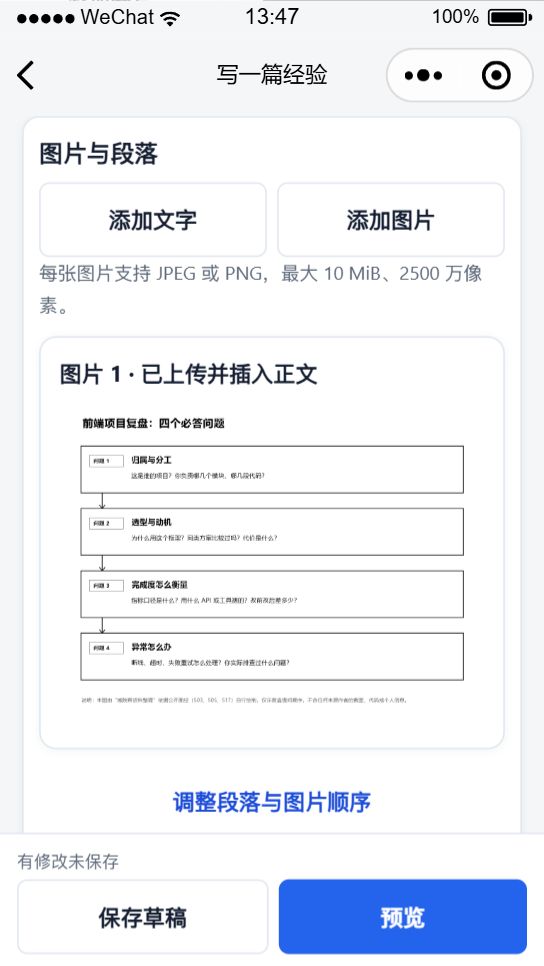 WeChat 13:47 100%
写一篇经验
图片与段落
添加文字 添加图片
每张图片支持 JPEG 或 PNG，最大 10 MiB、2500 万像
素。
图片 1 · 已上传并插入正文
前端项目复盘：四个必答问题
问题 1 归属与分工
这是谁的项目？你负责哪几个模块、哪几段代码？
问题 2 选型与动机
为什么用这个框架？同类方案比较过吗？代价是什么？
问题 3 完成度怎么衡量
指标口径是什么？用什么 API 或工具测的？改前改后差多少？
问题 4 异常怎么办
断线、超时、失败重试怎么处理？你实际排查过什么问题？
调整段落与图片顺序
有修改未保存
保存草稿 预览